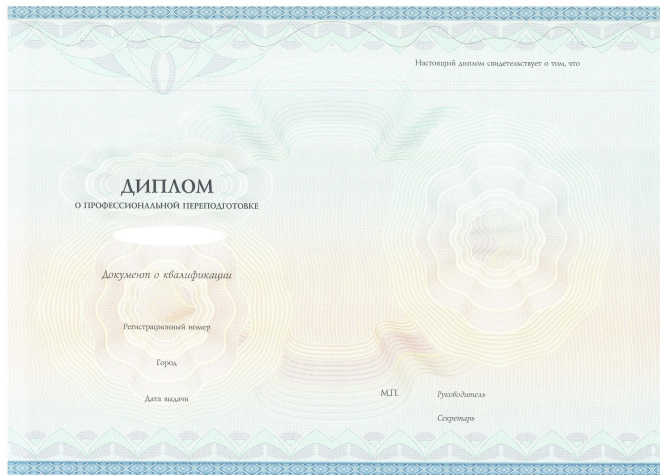 ДИПЛОМ
О ПРОФЕССИОНАЛЬНОЙ ПЕРЕПОДГОТОВКЕ
Документ о квалификации
Регистрационный номер
Город
Дата выдачи
Настоящий диплом свидетельствует о том, что
М.П.
Руководитель
Секретарь